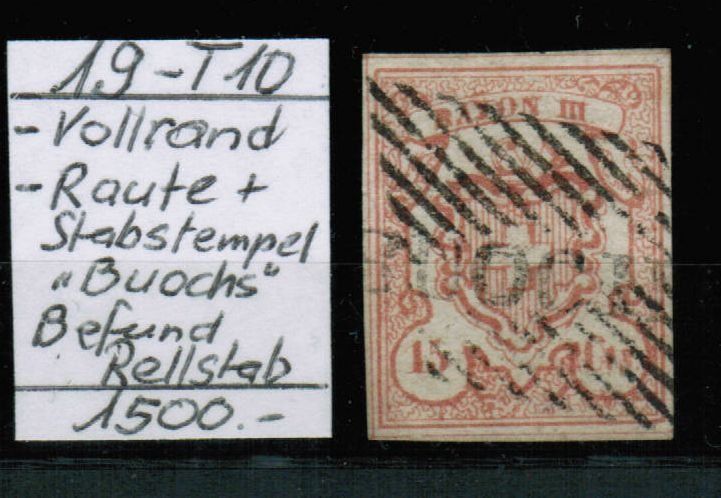 19-T10
- Vollrand
- Raute +
Stabstempel
"Buochs"
Befund
Rellstab
1500.-
RAYON III
15